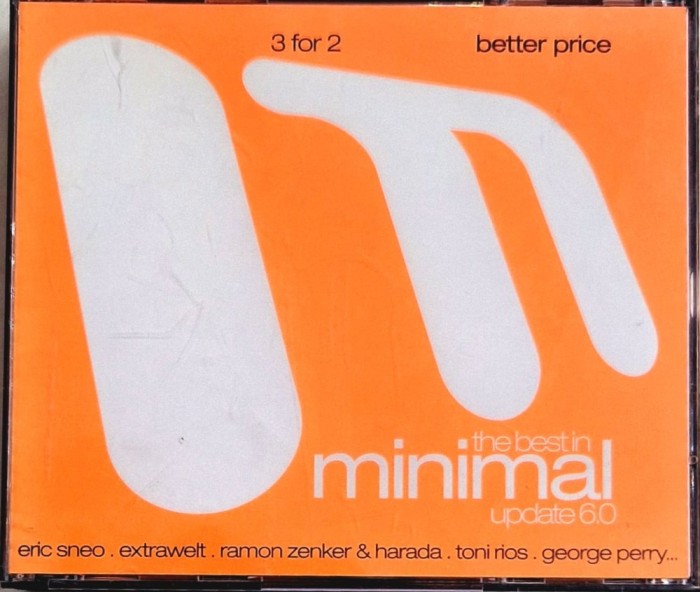 3 for 2 better price
the best in
minimal
update 6.0
eric sneo . extrawelt . ramon zenker & harada . toni rios . george perry...